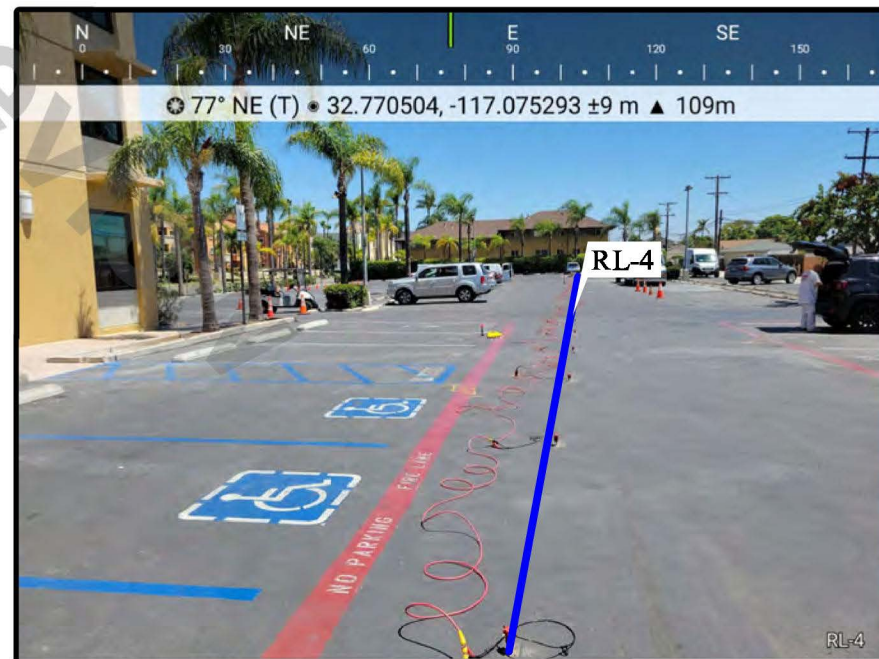 N NE E SE
0 30 60 90 120 150
77° NE (T) ● 32.770504, -117.075293 ±9 m ▲ 109m
RL-4
NO PARKING FIRE LANE
RL-4